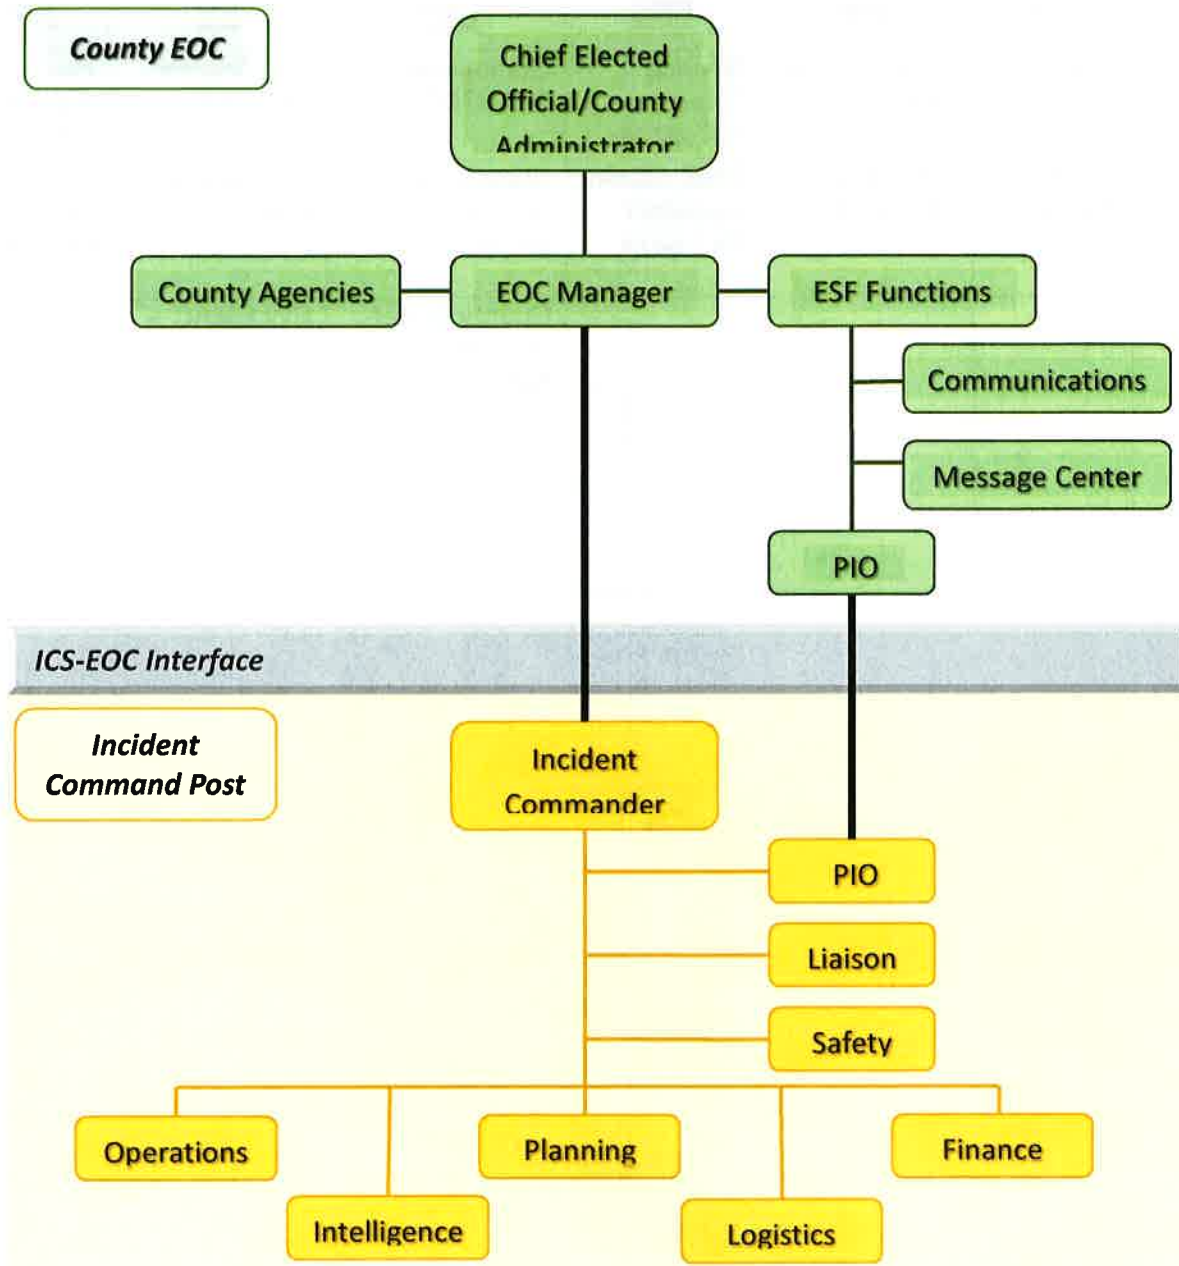 County EOC
Chief Elected
Official/County
Administrator
County Agencies
EOC Manager
ESF Functions
Communications
Message Center
PIO
ICS-EOC Interface
Incident
Command Post
Incident
Commander
PIO
Liaison
Safety
Operations
Planning
Finance
Intelligence
Logistics